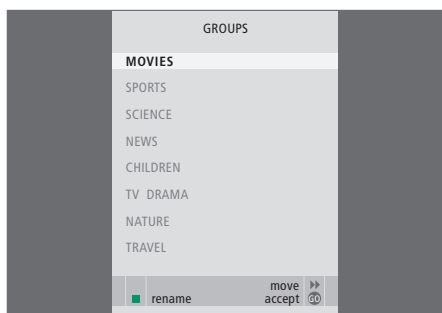 GROUPS
MOVIES
SPORTS
SCIENCE
NEWS
CHILDREN
TV DRAMA
NATURE
TRAVEL
move
rename accept GO